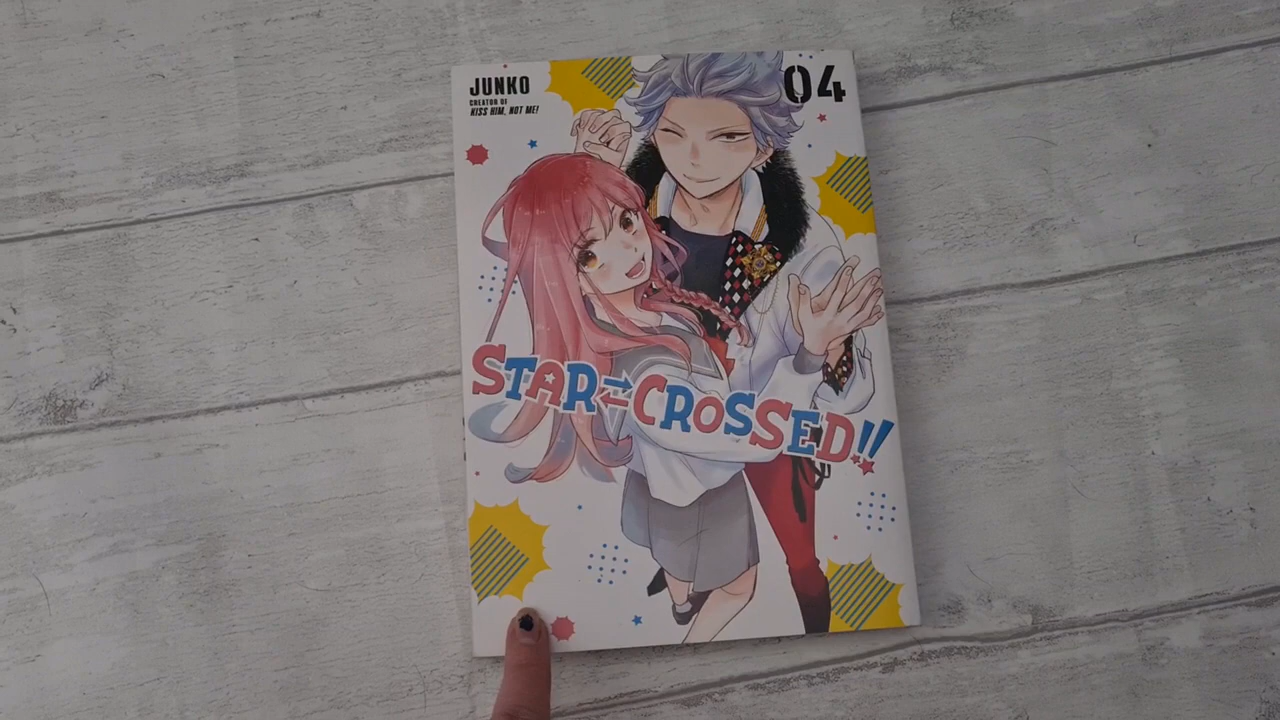 JUNKO
CREATOR OF
KISS HIM, NOT ME!
04
STAR⇄CROSSED!!